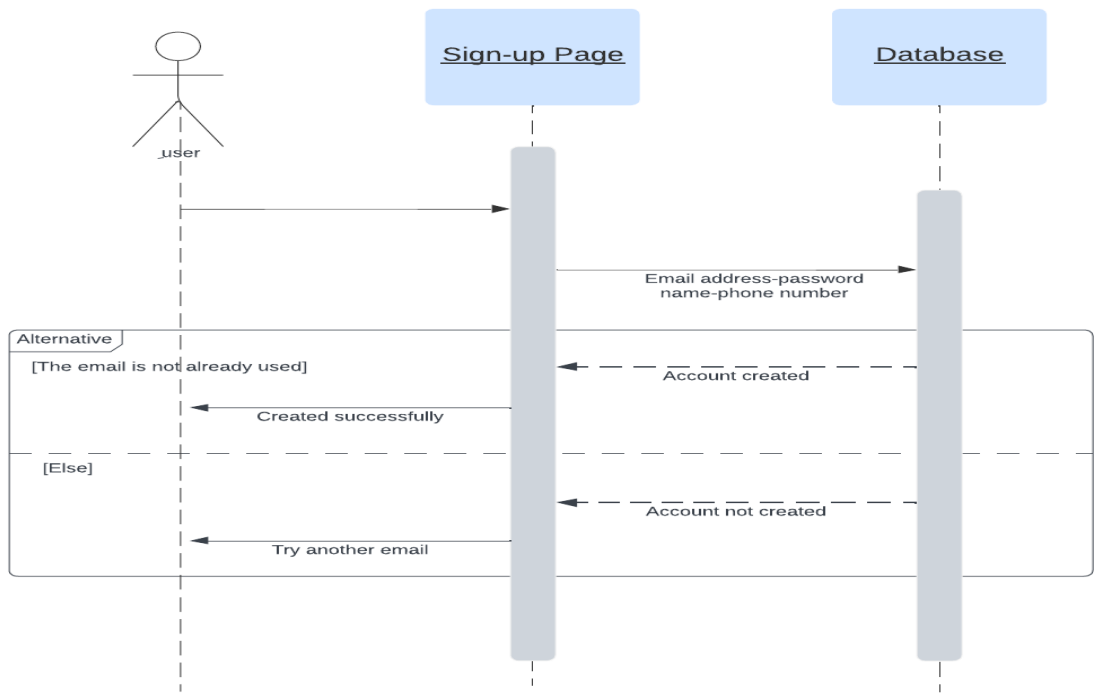 Sign-up Page
Database
user
Email address-password
name-phone number
Alternative
[The email is not already used]
Account created
Created successfully
[Else]
Account not created
Try another email